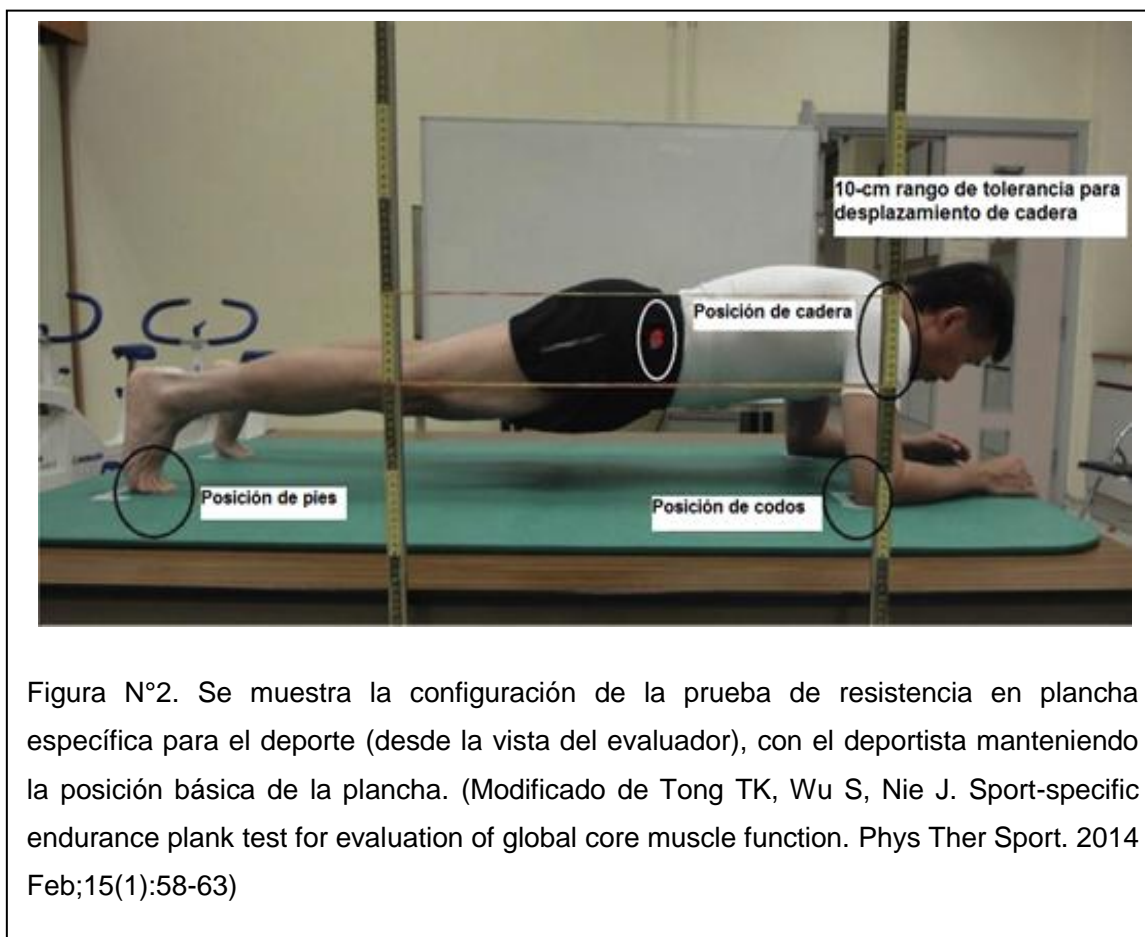 10-cm rango de tolerancia para
desplazamiento de cadera
Posición de cadera
Posición de pies
Posición de codos
Figura N°2. Se muestra la configuración de la prueba de resistencia en plancha
específica para el deporte (desde la vista del evaluador), con el deportista manteniendo
la posición básica de la plancha. (Modificado de Tong TK, Wu S, Nie J. Sport-specific
endurance plank test for evaluation of global core muscle function. Phys Ther Sport. 2014
Feb;15(1):58-63)